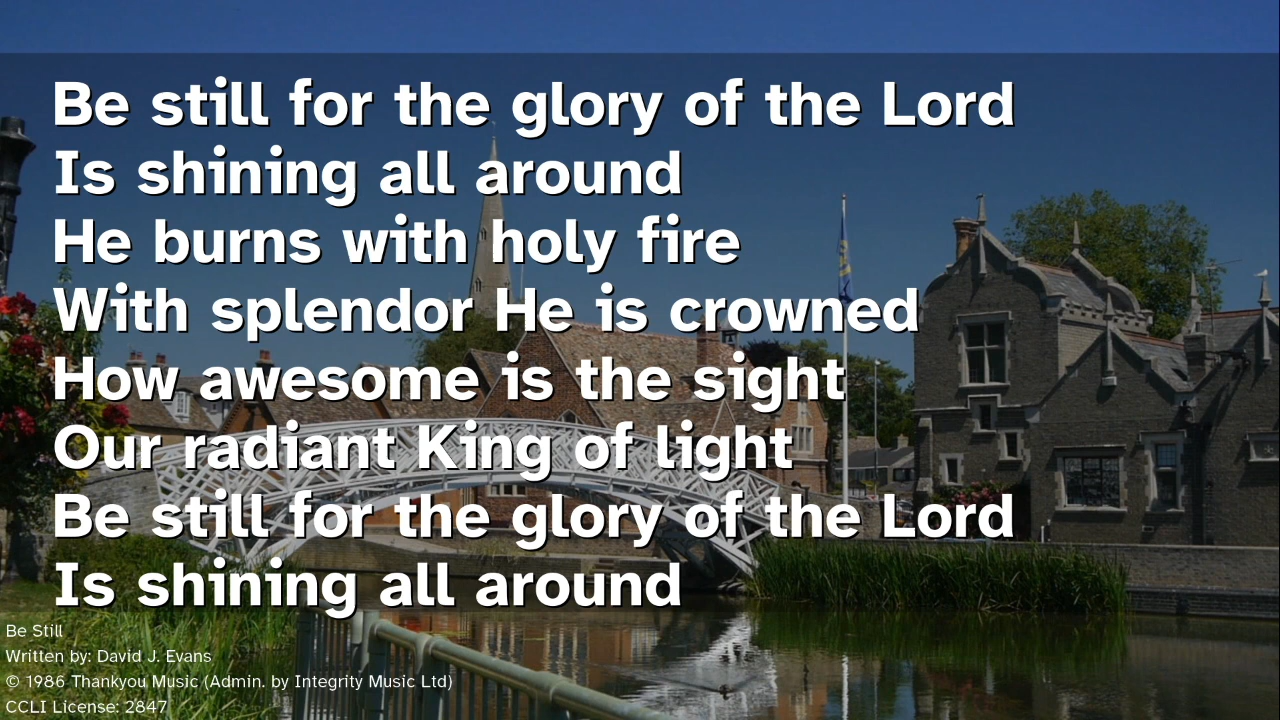 Be still for the glory of the Lord
Is shining all around
He burns with holy fire
With splendor He is crowned
How awesome is the sight
Our radiant King of light
Be still for the glory of the Lord
Is shining all around
Be Still
Written by: David J. Evans
© 1986 Thankyou Music (Admin. by Integrity Music Ltd)
CCLI License: 2847